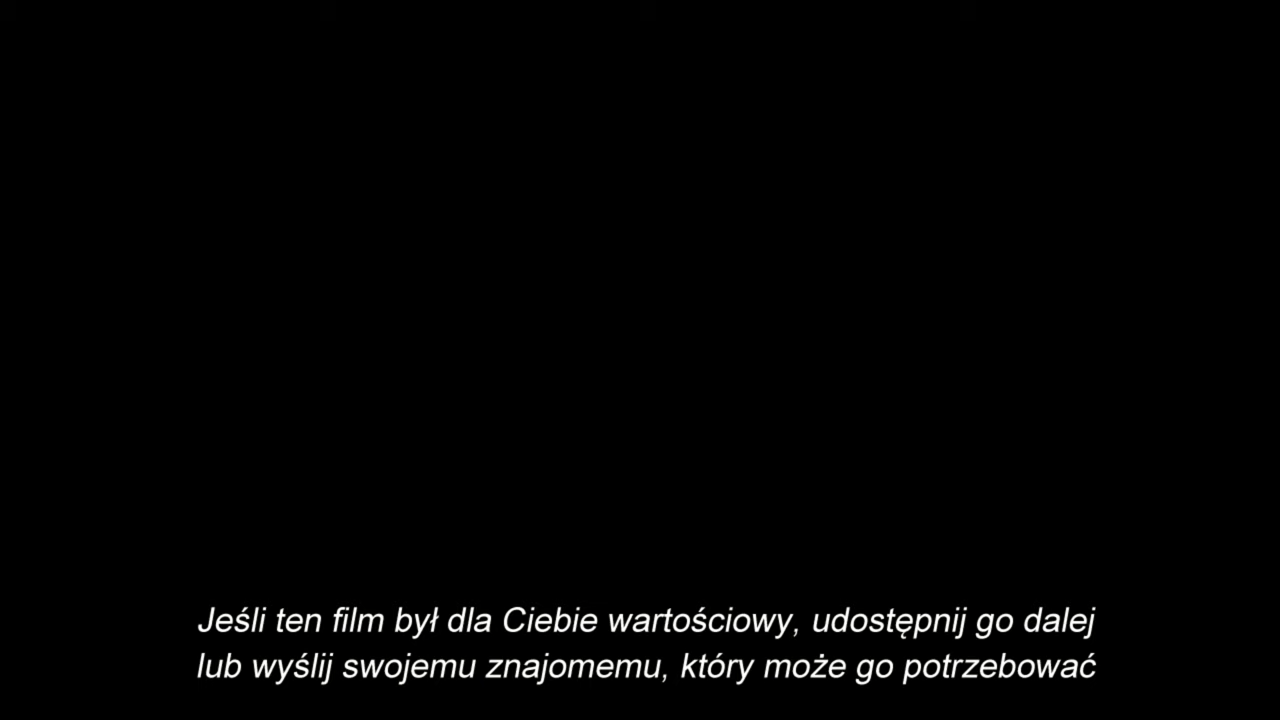 Jeśli ten film był dla Ciebie wartościowy, udostępnij go dalej
lub wyślij swojemu znajomemu, który może go potrzebować